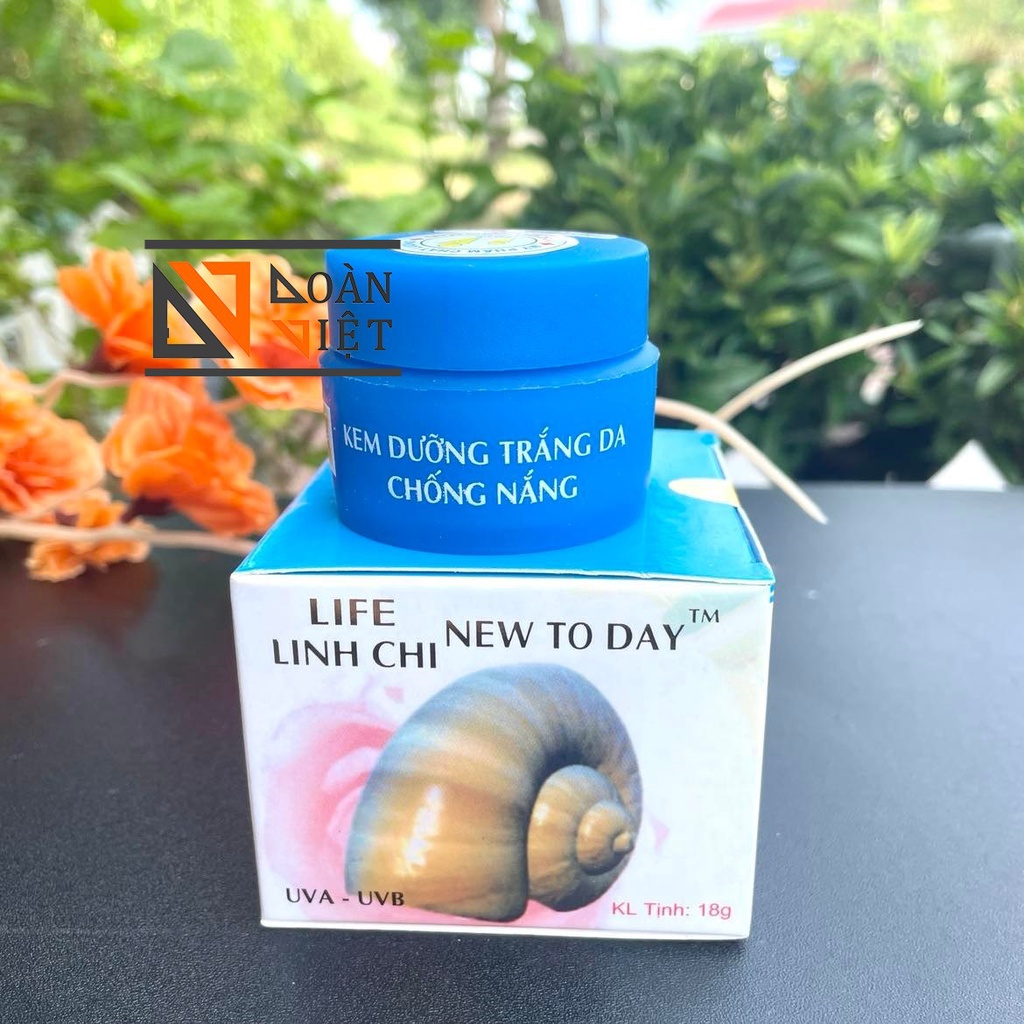 ĐOÀN
VIỆT
KEM DƯỠNG TRẮNG DA
CHỐNG NẮNG
LIFE
LINH CHI
NEW TO DAY™
UVA - UVB
KL Tịnh: 18g